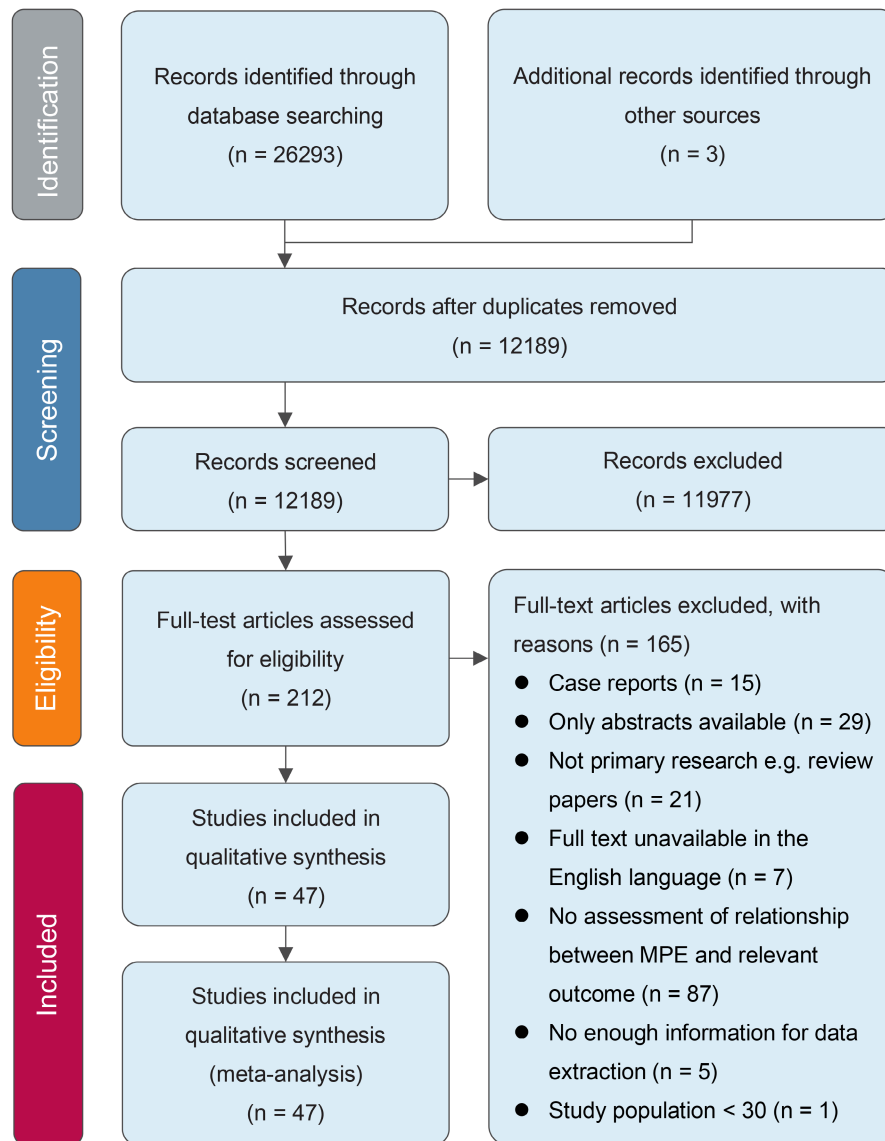 Identification
Records identified through
database searching
(n = 26293)
Additional records identified through
other sources
(n = 3)
Screening
Records after duplicates removed
(n = 12189)
Records screened
(n = 12189)
Records excluded
(n = 11977)
Eligibility
Full-test articles assessed
for eligibility
(n = 212)
Full-text articles excluded, with
reasons (n = 165)
● Case reports (n = 15)
● Only abstracts available (n = 29)
● Not primary research e.g. review
papers (n = 21)
● Full text unavailable in the
English language (n = 7)
● No assessment of relationship
between MPE and relevant
outcome (n = 87)
● No enough information for data
extraction (n = 5)
● Study population < 30 (n = 1)
Included
Studies included in
qualitative synthesis
(n = 47)
Studies included in
qualitative synthesis
(meta-analysis)
(n = 47)